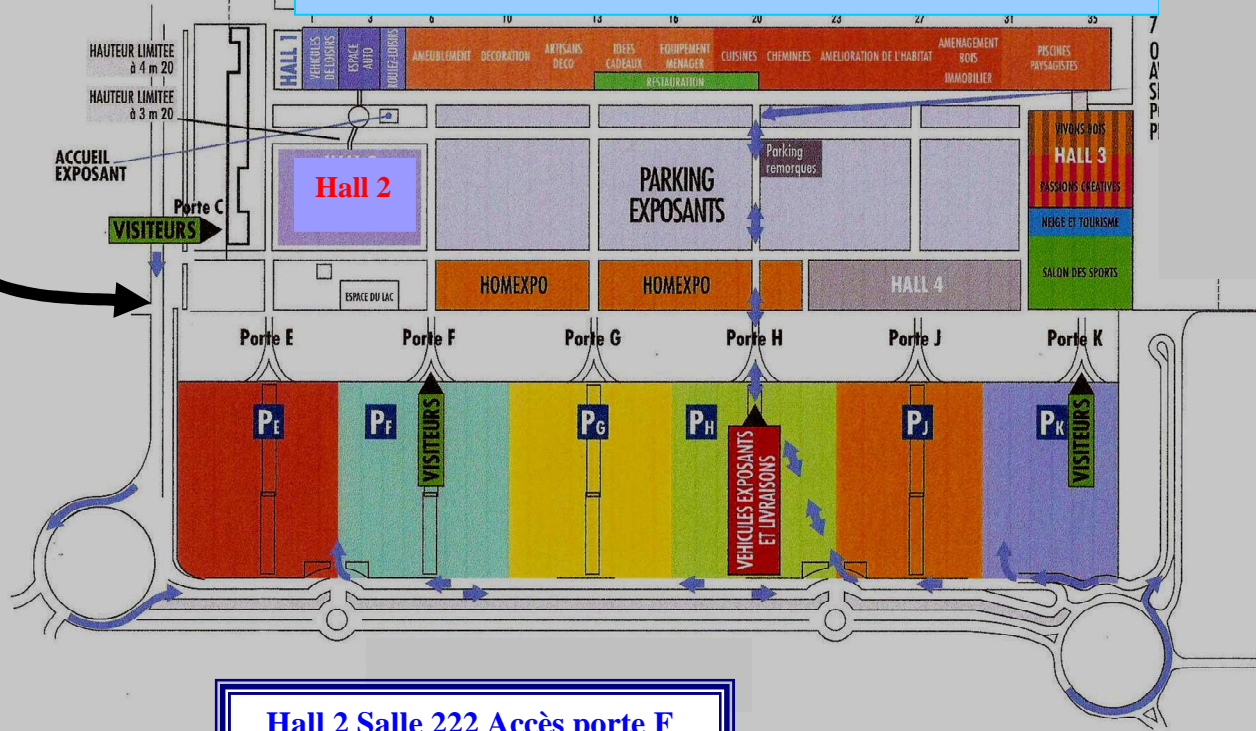 1 3 6 10 13 16 20 23 27 31 35
HALL 1
VEHICULES
DE LOISIRS
ESPACE
AUTO
ROULEZ-LOISIRS
AMEUBLEMENT
DECORATION
ARTISANS
DECO
IDEES
CADEAUX
EQUIPEMENT
MENAGER
RESTAURATION
CUISINES
CHEMINEES
AMELIORATION DE L'HABITAT
AMENAGEMENT
BOIS
IMMOBILIER
PISCINES
PAYSAGISTES
HAUTEUR LIMITEE
à 4 m 20
HAUTEUR LIMITEE
à 3 m 20
ACCUEIL
EXPOSANT
Porte C
VISITEURS
Hall 2
PARKING
EXPOSANTS
Parking
remorques
VIVONS BOIS
HALL 3
PASSIONS CREATIVES
NEIGE ET TOURISME
SALON DES SPORTS
ESPACE DU LAC
HOMEXPO
HOMEXPO
HALL 4
Porte E
Porte F
Porte G
Porte H
Porte J
Porte K
PE
PF
VISITEURS
PG
PH
VEHICULES EXPOSANTS
ET LIVRAISONS
PJ
PK
VISITEURS
Hall 2 Salle 222 Accès porte F